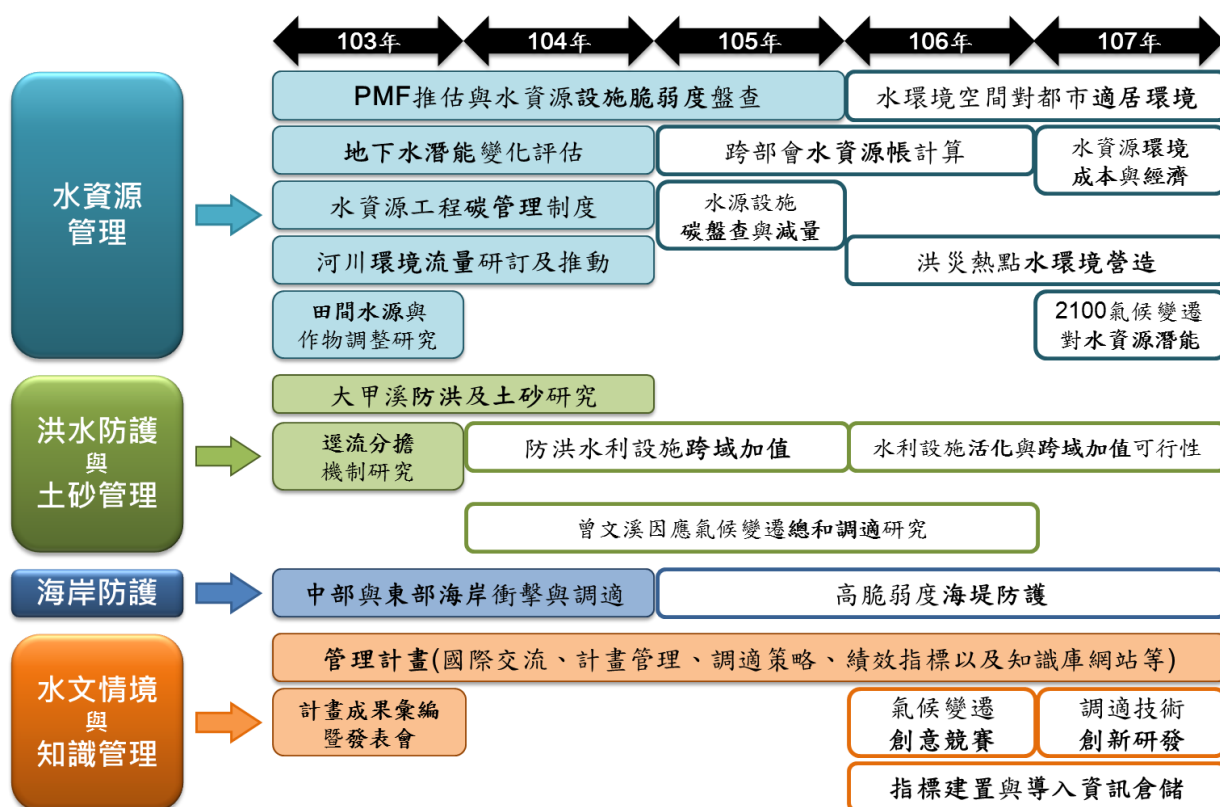 103年
104年
105年
106年
107年
水資源
管理
PMF推估與水資源設施脆弱度盤查
水環境空間對都市適居環境
地下水潛能變化評估
跨部會水資源帳計算
水資源環境
成本與經濟
水資源工程碳管理制度
水源設施
碳盤查與減量
河川環境流量研訂及推動
洪災熱點水環境營造
田間水源與
作物調整研究
2100氣候變遷
對水資源潛能
洪水防護
與
土砂管理
大甲溪防洪及土砂研究
逕流分擔
機制研究
防洪水利設施跨域加值
水利設施活化與跨域加值可行性
曾文溪因應氣候變遷總和調適研究
海岸防護
中部與東部海岸衝擊與調適
高脆弱度海堤防護
水文情境
與
知識管理
管理計畫(國際交流、計畫管理、調適策略、績效指標以及知識庫網站等)
計畫成果彙編
暨發表會
氣候變遷
創意競賽
調適技術
創新研發
指標建置與導入資訊倉儲